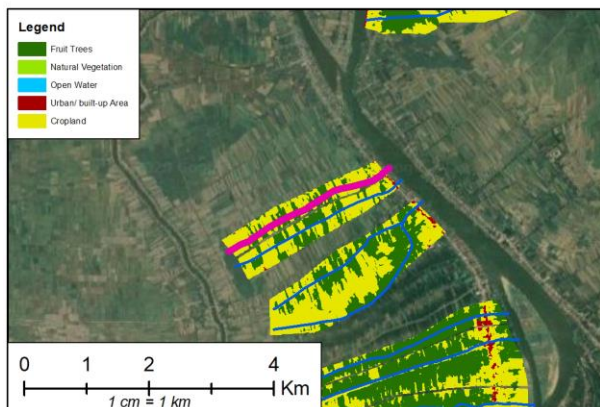 Legend
Fruit Trees
Natural Vegetation
Open Water
Urban/ built-up Area
Cropland
0 1 2 4
Km
1 cm = 1 km